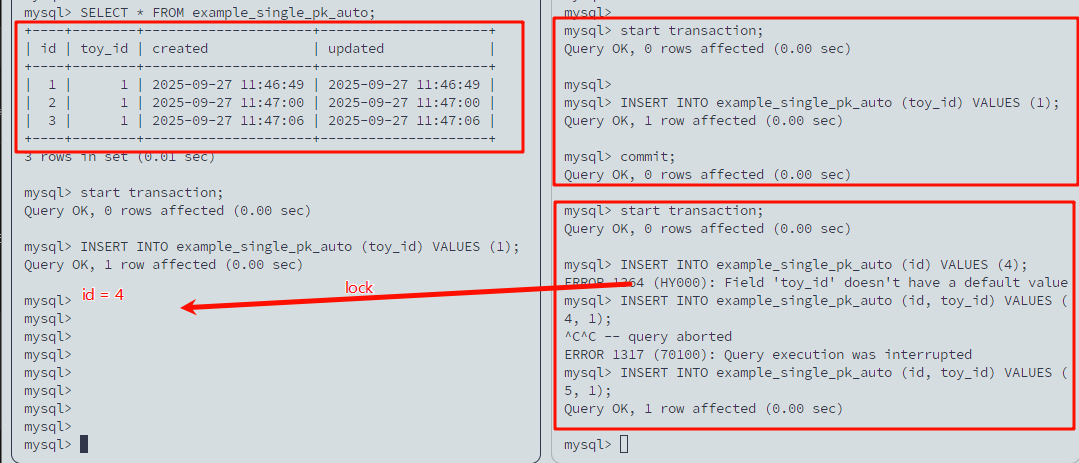 mysql> SELECT * FROM example_single_pk_auto;
+----+--------+---------------------+---------------------+
| id | toy_id | created             | updated             |
+----+--------+---------------------+---------------------+
|  1 |      1 | 2025-09-27 11:46:49 | 2025-09-27 11:46:49 |
|  2 |      1 | 2025-09-27 11:47:00 | 2025-09-27 11:47:00 |
|  3 |      1 | 2025-09-27 11:47:06 | 2025-09-27 11:47:06 |
+----+--------+---------------------+---------------------+
3 rows in set (0.01 sec)
mysql> start transaction;
Query OK, 0 rows affected (0.00 sec)
mysql> INSERT INTO example_single_pk_auto (toy_id) VALUES (1);
Query OK, 1 row affected (0.00 sec)
mysql> id = 4
lock
mysql>
mysql>
mysql>
mysql>
mysql>
mysql>
mysql>
mysql>
mysql>
mysql> start transaction;
Query OK, 0 rows affected (0.00 sec)
mysql>
mysql> INSERT INTO example_single_pk_auto (toy_id) VALUES (1);
Query OK, 1 row affected (0.00 sec)
mysql> commit;
Query OK, 0 rows affected (0.00 sec)
mysql> start transaction;
Query OK, 0 rows affected (0.00 sec)
mysql> INSERT INTO example_single_pk_auto (id) VALUES (4);
ERROR 1364 (HY000): Field 'toy_id' doesn't have a default value
mysql> INSERT INTO example_single_pk_auto (id, toy_id) VALUES (
4, 1);
^C^C -- query aborted
ERROR 1317 (70100): Query execution was interrupted
mysql> INSERT INTO example_single_pk_auto (id, toy_id) VALUES (
5, 1);
Query OK, 1 row affected (0.00 sec)
mysql>